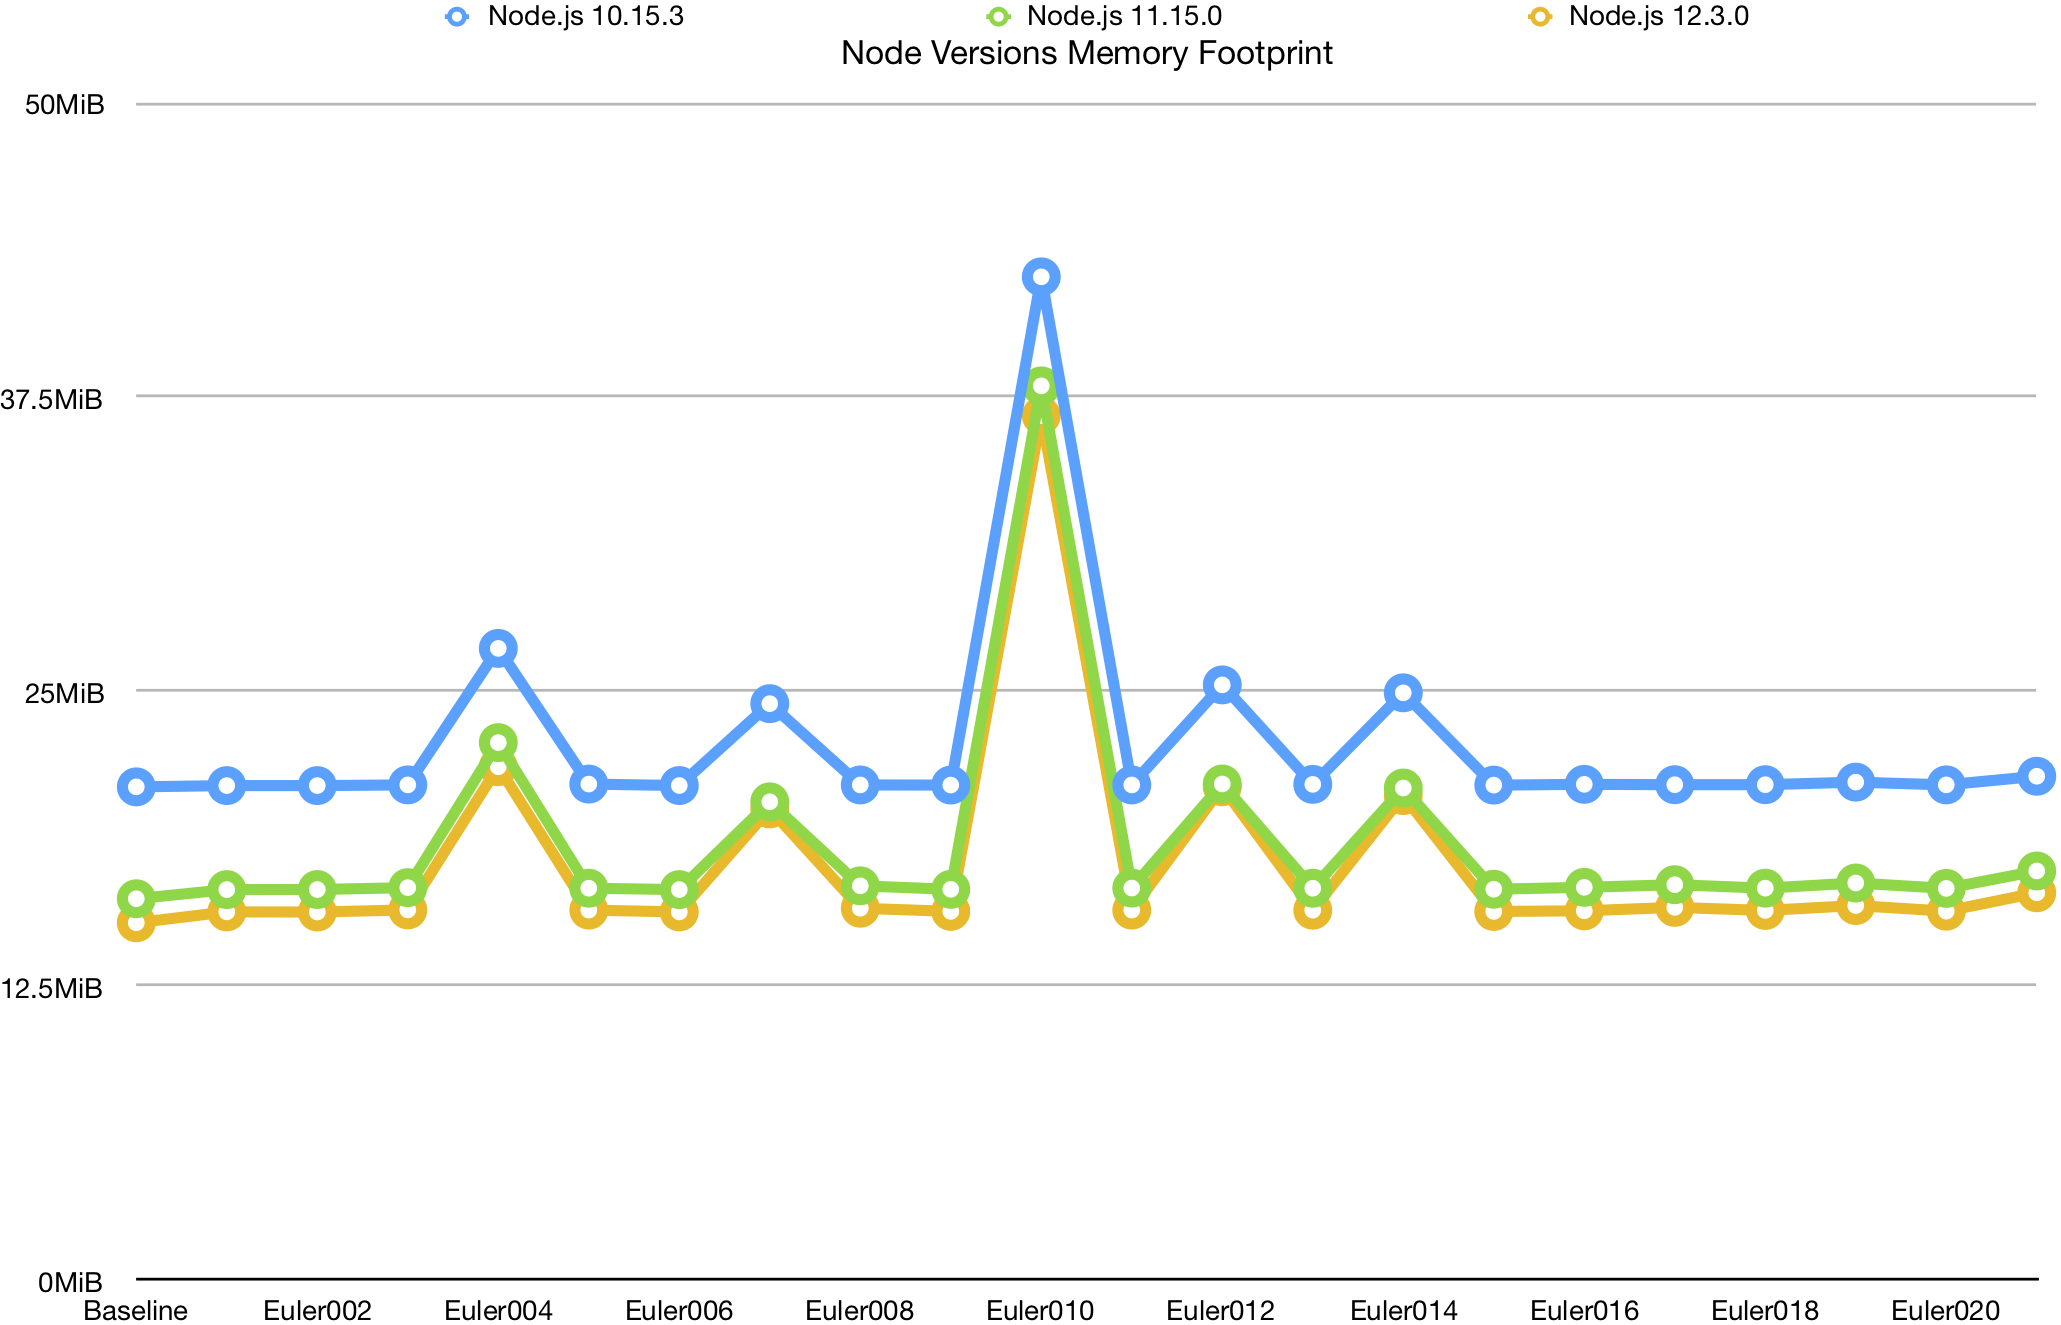 Node.js 10.15.3 Node.js 11.15.0 Node.js 12.3.0
Node Versions Memory Footprint
50MiB
37.5MiB
25MiB
12.5MiB
0MiB
Baseline Euler002 Euler004 Euler006 Euler008 Euler010 Euler012 Euler014 Euler016 Euler018 Euler020